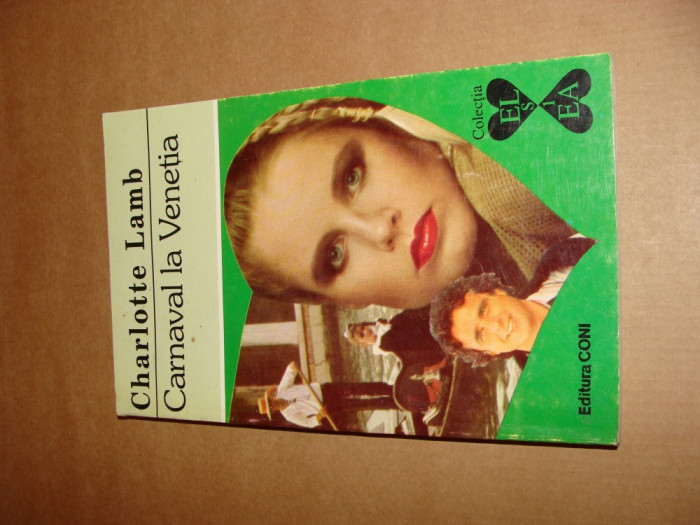 Charlotte Lamb
Carnaval la Veneția
Colecția
EL
ȘI
EA
Editura CONI